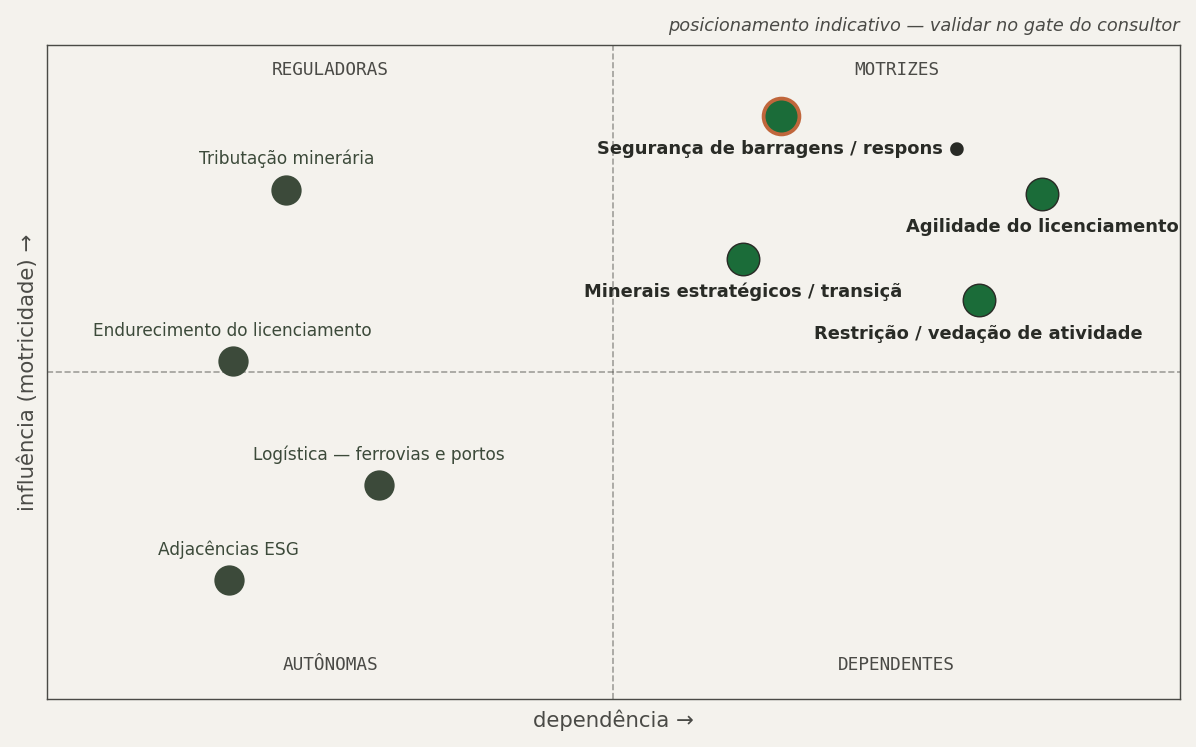 posicionamento indicativo — validar no gate do consultor
REGULADORAS
MOTRIZES
Segurança de barragens / respons ●
Tributação minerária
Agilidade do licenciamento
Minerais estratégicos / transiçã
Endurecimento do licenciamento
Restrição / vedação de atividade
influência (motricidade) →
Logística — ferrovias e portos
Adjacências ESG
AUTÔNOMAS
DEPENDENTES
dependência →